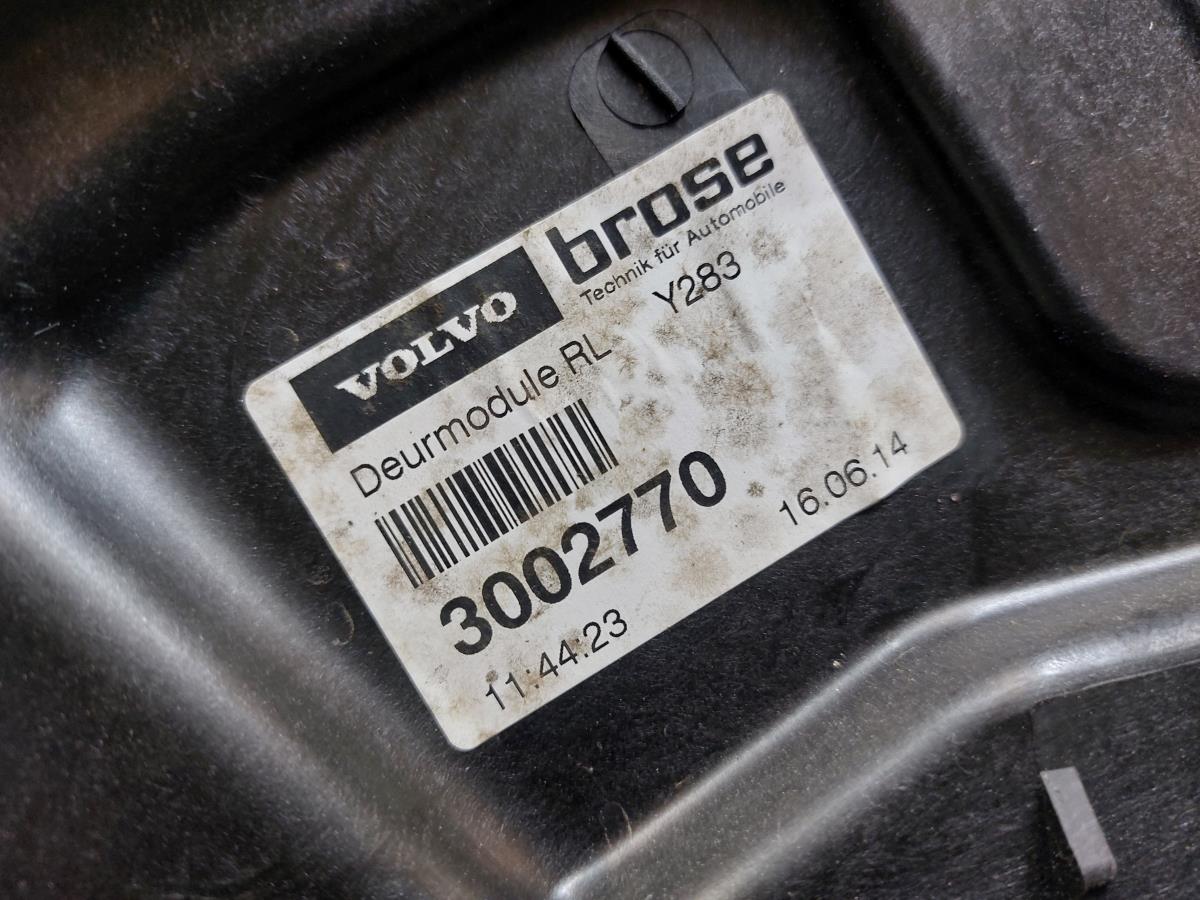 VOLVO
brose
Technik für Automobile
Deurmodule RL
Y283
3002770
11:44:23
16.06.14